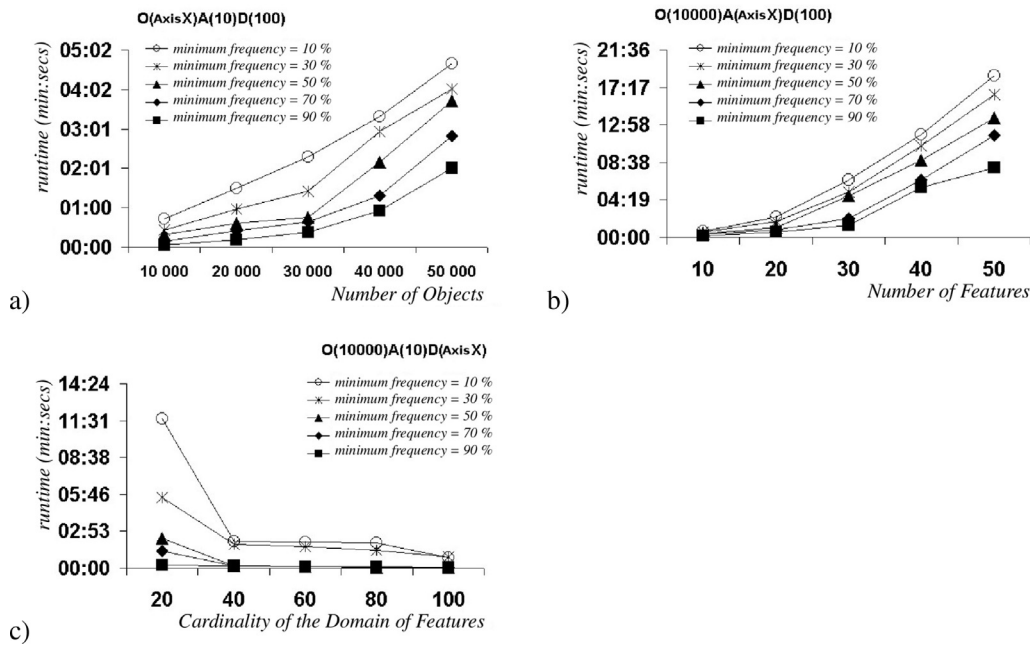 O(AxisX)A(10)D(100)
05:02
04:02
03:01
02:01
01:00
00:00
runtime (min:secs)
minimum frequency = 10 %
minimum frequency = 30 %
minimum frequency = 50 %
minimum frequency = 70 %
minimum frequency = 90 %
10 000 20 000 30 000 40 000 50 000
Number of Objects
a)
O(10000)A(AxisX)D(100)
21:36
17:17
12:58
08:38
04:19
00:00
runtime (min:secs)
minimum frequency = 10 %
minimum frequency = 30 %
minimum frequency = 50 %
minimum frequency = 70 %
minimum frequency = 90 %
10 20 30 40 50
Number of Features
b)
O(10000)A(10)D(AxisX)
14:24
11:31
08:38
05:46
02:53
00:00
runtime (min:secs)
minimum frequency = 10 %
minimum frequency = 30 %
minimum frequency = 50 %
minimum frequency = 70 %
minimum frequency = 90 %
20 40 60 80 100
Cardinality of the Domain of Features
c)